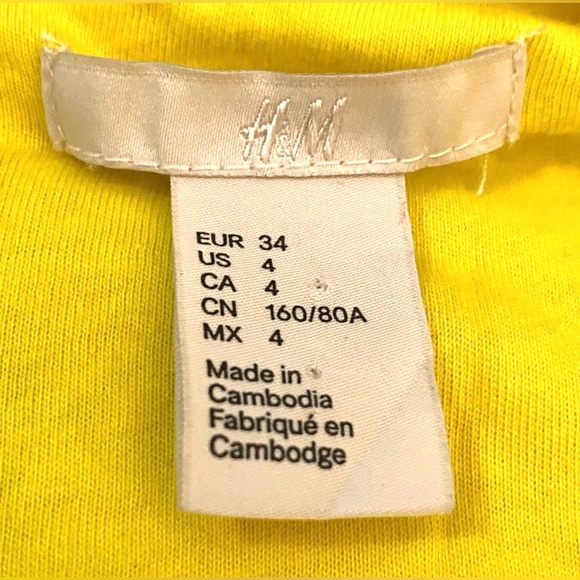 H&M
EUR 34
US 4
CA 4
CN 160/80A
MX 4
Made in
Cambodia
Fabriqué en
Cambodge